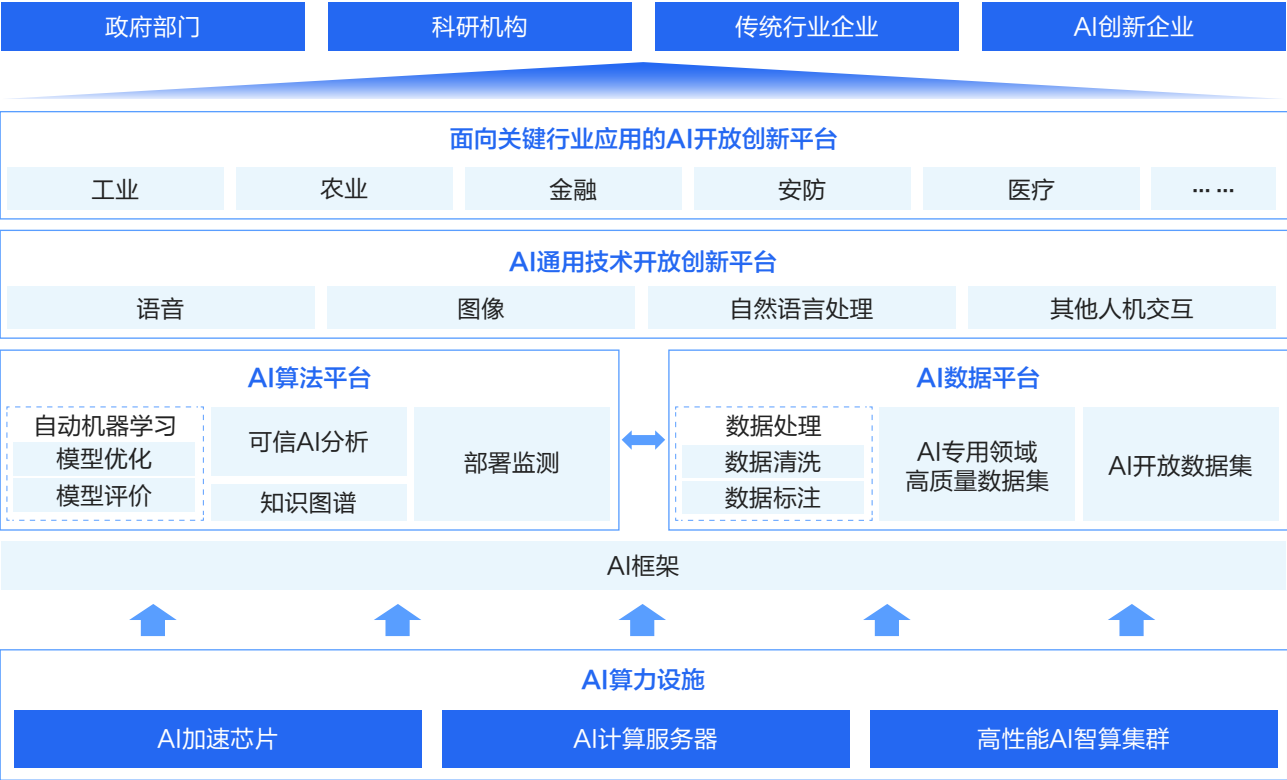 政府部门
科研机构
传统行业企业
AI创新企业
面向关键行业应用的AI开放创新平台
工业
农业
金融
安防
医疗
... ...
AI通用技术开放创新平台
语音
图像
自然语言处理
其他人机交互
AI算法平台
自动机器学习
模型优化
模型评价
可信AI分析
知识图谱
部署监测
AI数据平台
数据处理
数据清洗
数据标注
AI专用领域
高质量数据集
AI开放数据集
AI框架
AI算力设施
AI加速芯片
AI计算服务器
高性能AI智算集群